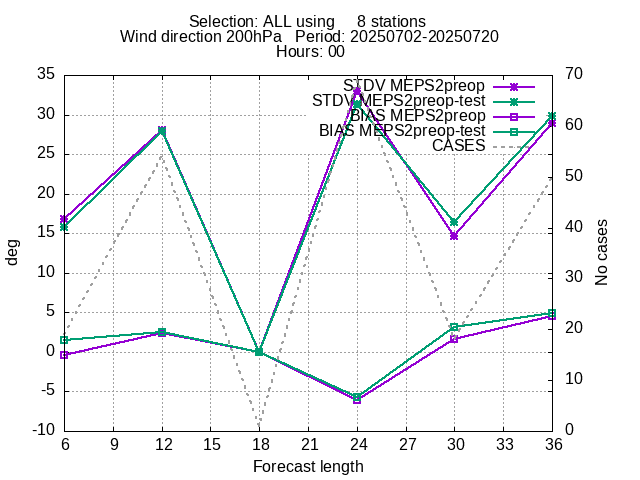 Selection: ALL using 8 stations
Wind direction 200hPa Period: 20250702-20250720
Hours: 00
STDV MEPS2preop
STDV MEPS2preop-test
BIAS MEPS2preop
BIAS MEPS2preop-test
CASES
35
30
25
20
15
10
5
0
-5
-10
deg
70
60
50
40
30
20
10
0
No cases
6 9 12 15 18 21 24 27 30 33 36
Forecast length